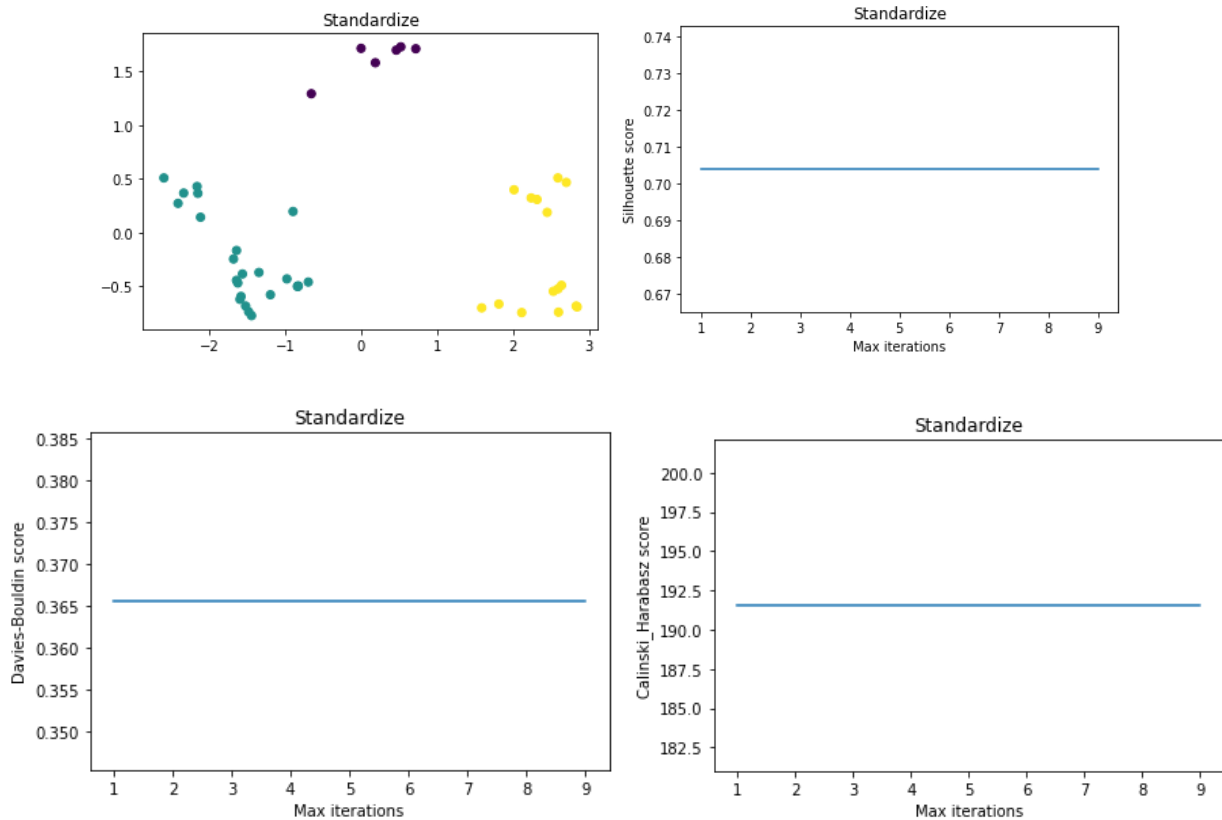 Standardize
1.5
1.0
0.5
0.0
−0.5
−2
−1
0
1
2
3
Standardize
Silhouette score
0.74
0.73
0.72
0.71
0.70
0.69
0.68
0.67
1 2 3 4 5 6 7 8 9
Max iterations
Standardize
Davies-Bouldin score
0.385
0.380
0.375
0.370
0.365
0.360
0.355
0.350
1 2 3 4 5 6 7 8 9
Max iterations
Standardize
Calinski_Harabasz score
200.0
197.5
195.0
192.5
190.0
187.5
185.0
182.5
1 2 3 4 5 6 7 8 9
Max iterations